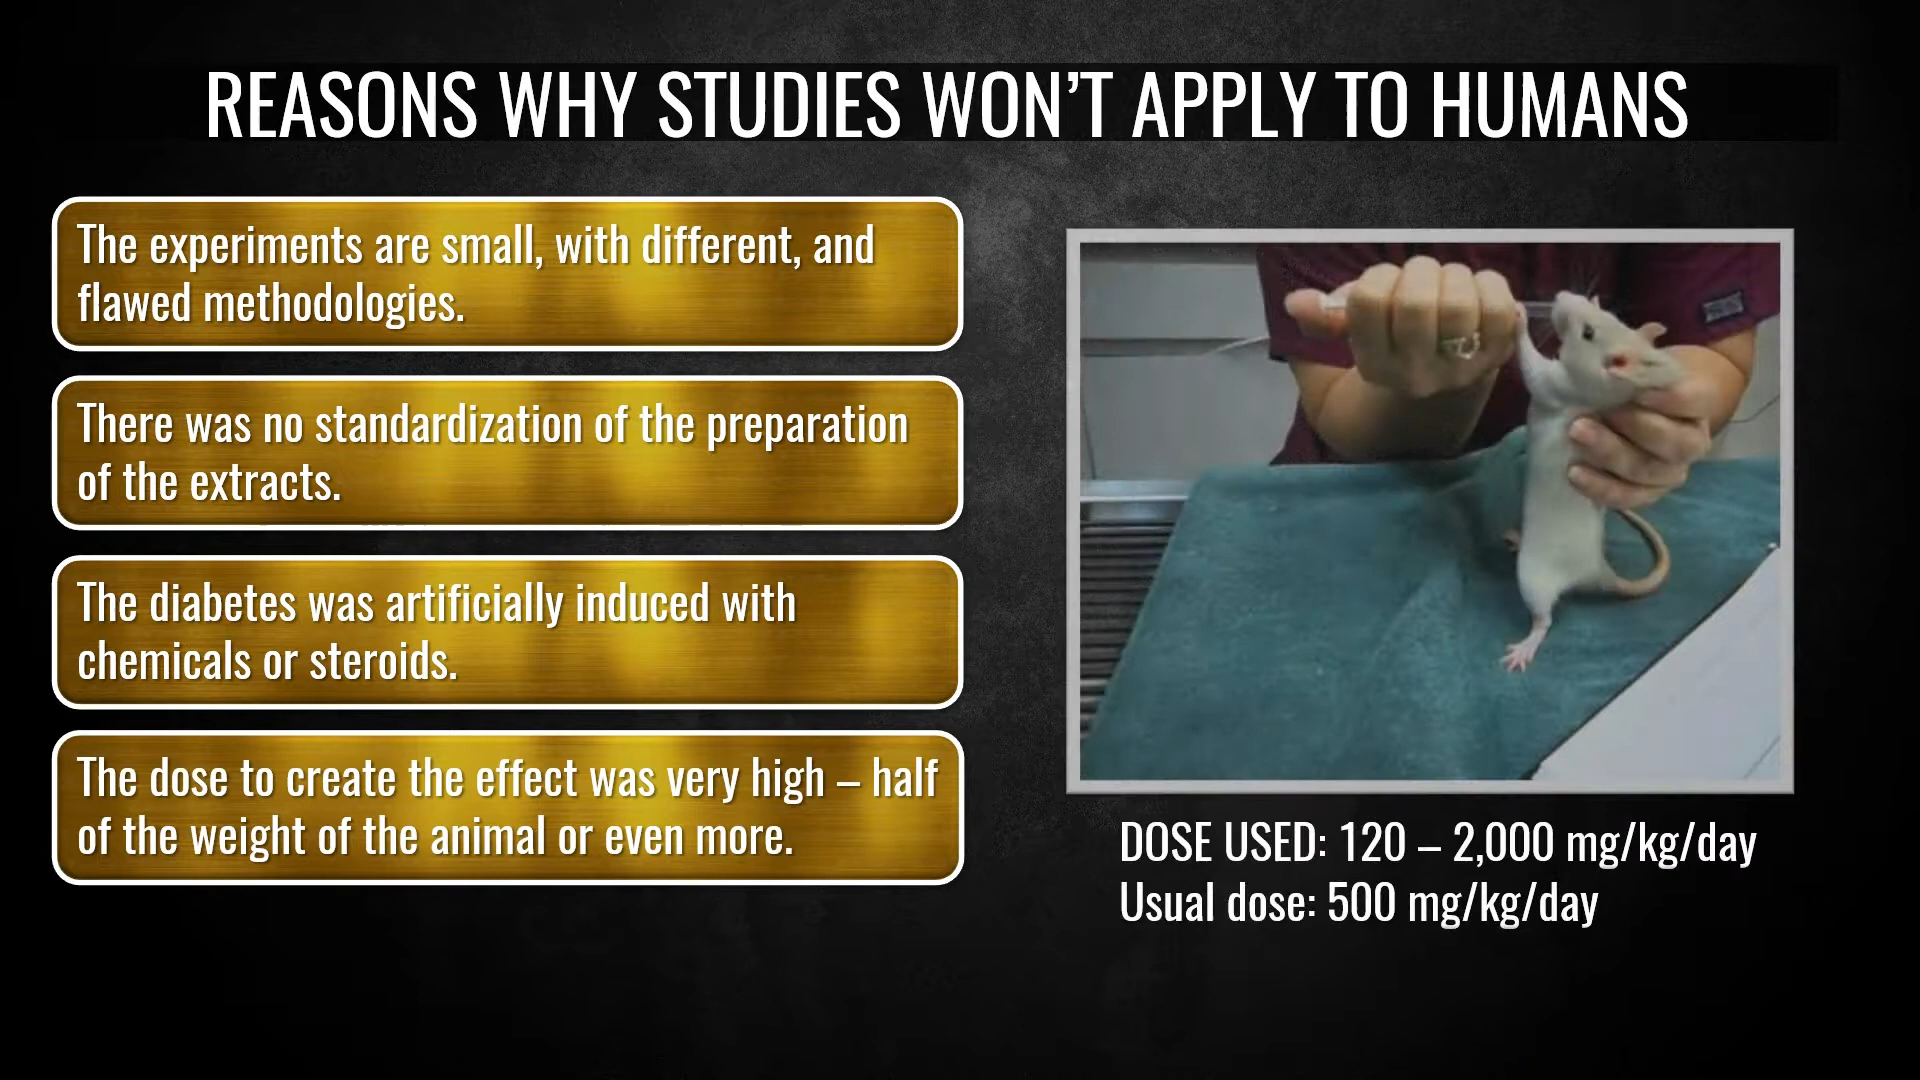 REASONS WHY STUDIES WON’T APPLY TO HUMANS
The experiments are small, with different, and
flawed methodologies.
There was no standardization of the preparation
of the extracts.
The diabetes was artificially induced with
chemicals or steroids.
The dose to create the effect was very high – half
of the weight of the animal or even more.
DOSE USED: 120 – 2,000 mg/kg/day
Usual dose: 500 mg/kg/day